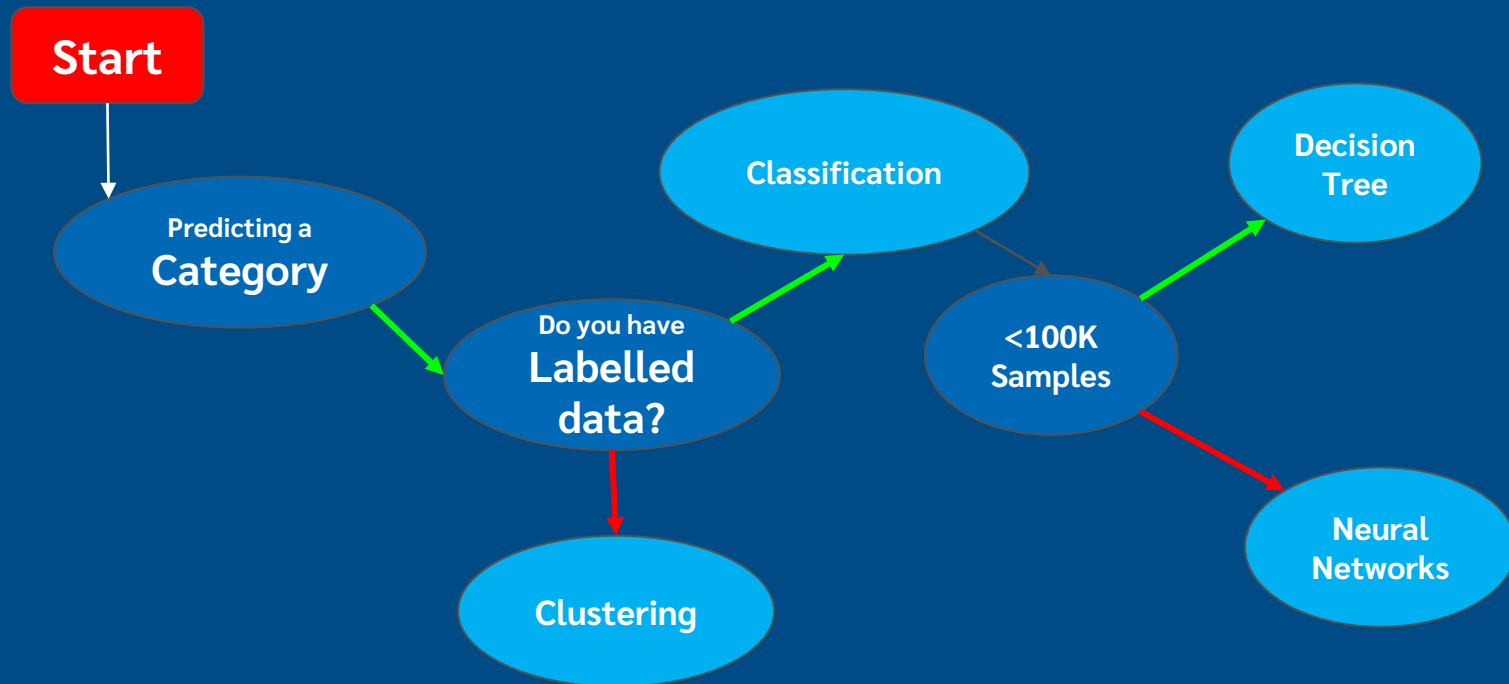 Start
Predicting a
Category
Do you have
Labelled
data?
Classification
Clustering
<100K
Samples
Decision
Tree
Neural
Networks